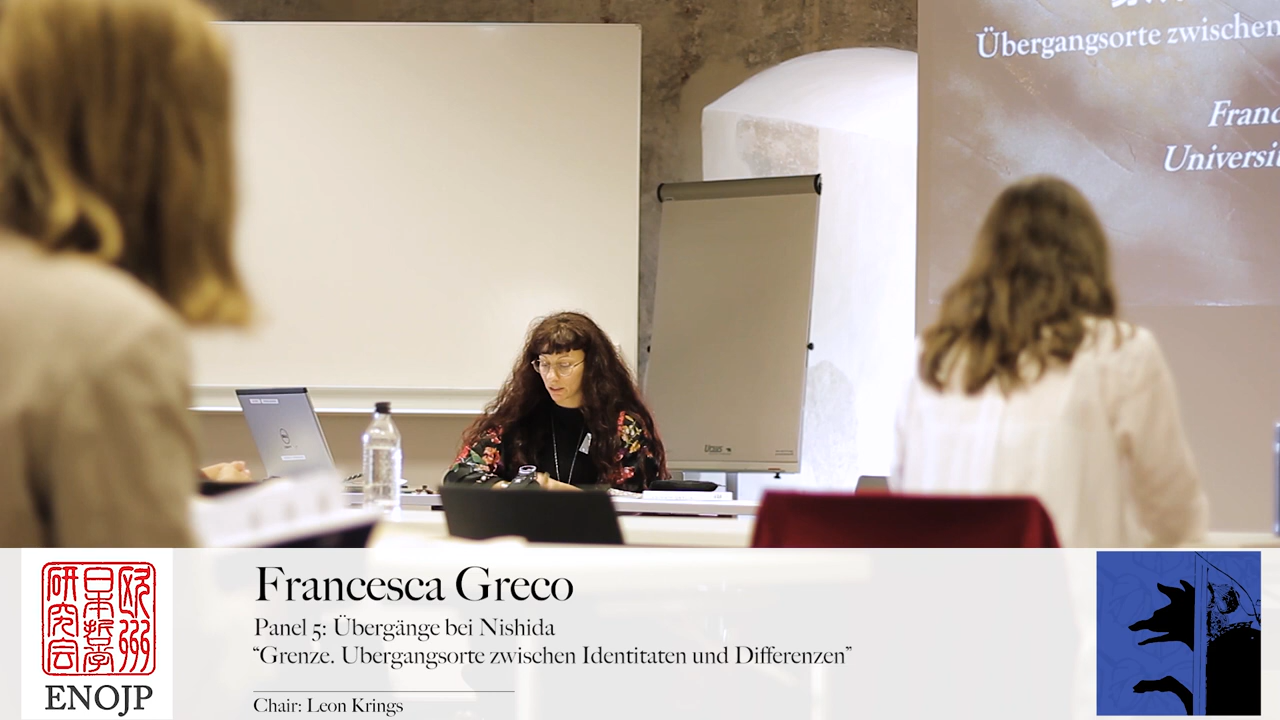 Übergangsorte zwischen
Franc
Universit
Francesca Greco
Panel 5: Übergänge bei Nishida
“Grenze. Ubergangsorte zwischen Identitaten und Differenzen”
Chair: Leon Krings
欧州
日本哲学
研究会
ENOJP